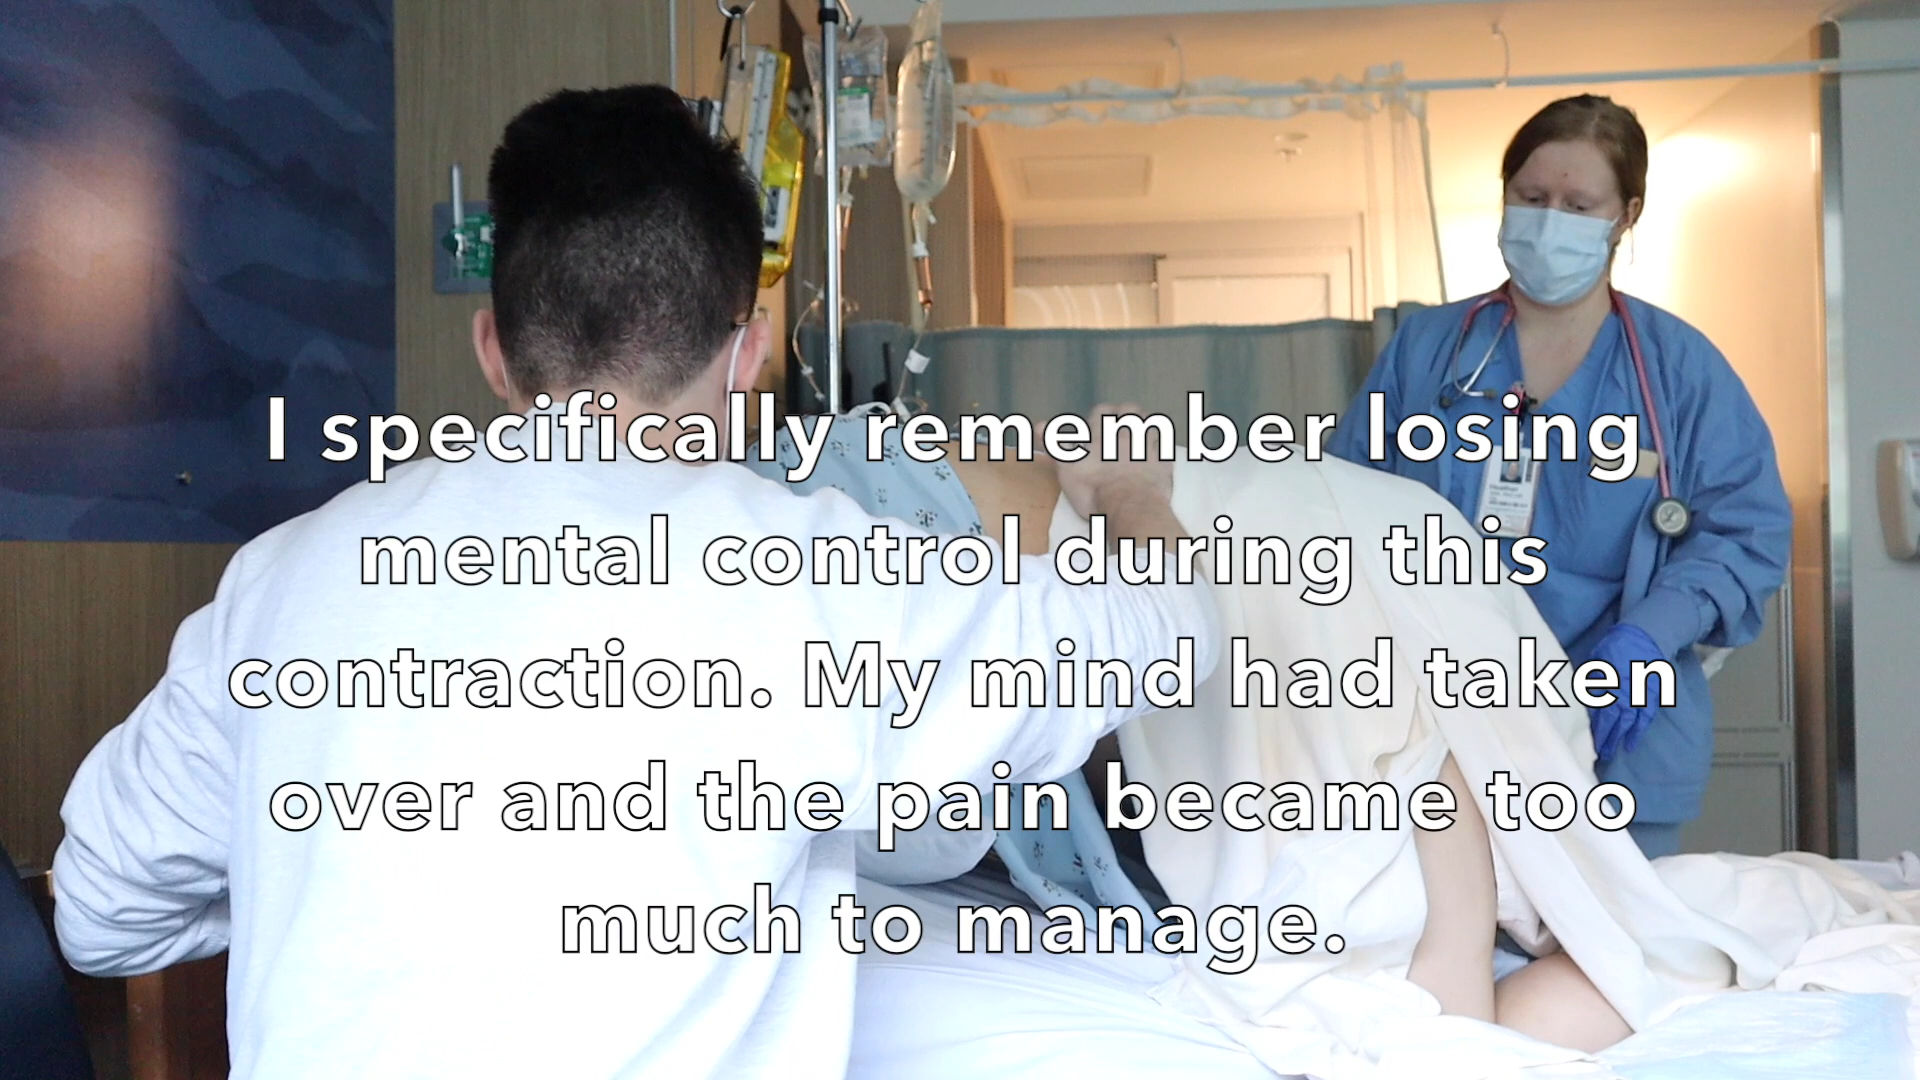 I specifically remember losing
mental control during this
contraction. My mind had taken
over and the pain became too
much to manage.
Heather